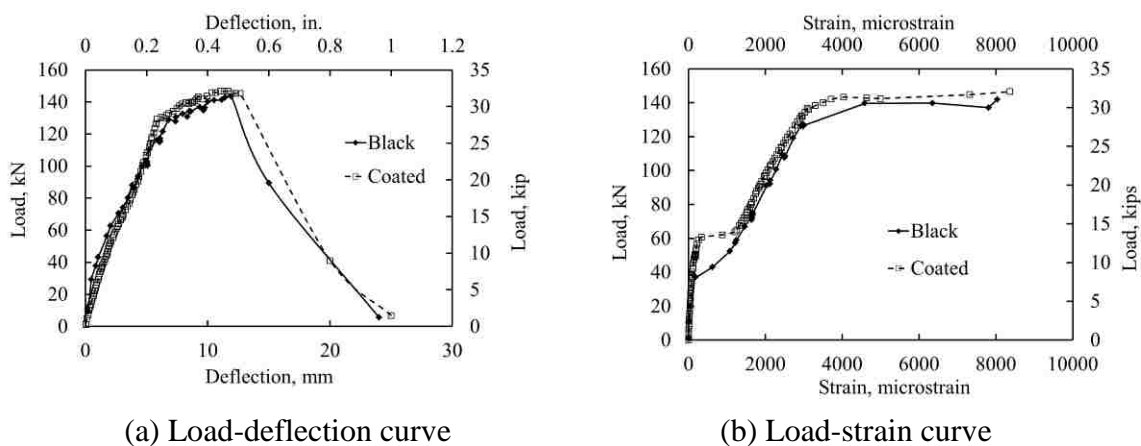 Deflection, in.
0 0.2 0.4 0.6 0.8 1 1.2
160 140 120 100 80 60 40 20 0
Load, kN
35 30 25 20 15 10 5 0
Load, kip
Black
Coated
0 10 20 30
Deflection, mm
(a) Load-deflection curve
Strain, microstrain
0 2000 4000 6000 8000 10000
160 140 120 100 80 60 40 20 0
Load, kN
35 30 25 20 15 10 5 0
Load, kips
Black
Coated
0 2000 4000 6000 8000 10000
Strain, microstrain
(b) Load-strain curve